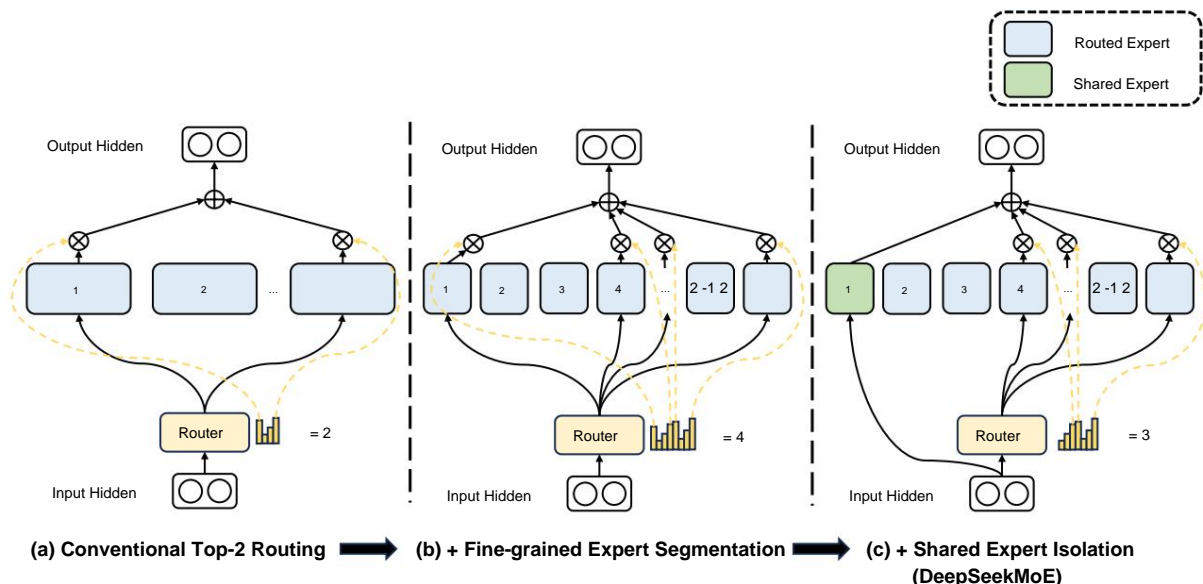 Routed Expert
Shared Expert
Output Hidden
1
2
...
= 2
Router
Input Hidden
(a) Conventional Top-2 Routing
Output Hidden
1
2
3
4
...
2 -1 2
Router
= 4
Input Hidden
(b) + Fine-grained Expert Segmentation
Output Hidden
1
2
3
4
...
2 -1 2
Router
= 3
Input Hidden
(c) + Shared Expert Isolation
(DeepSeekMoE)